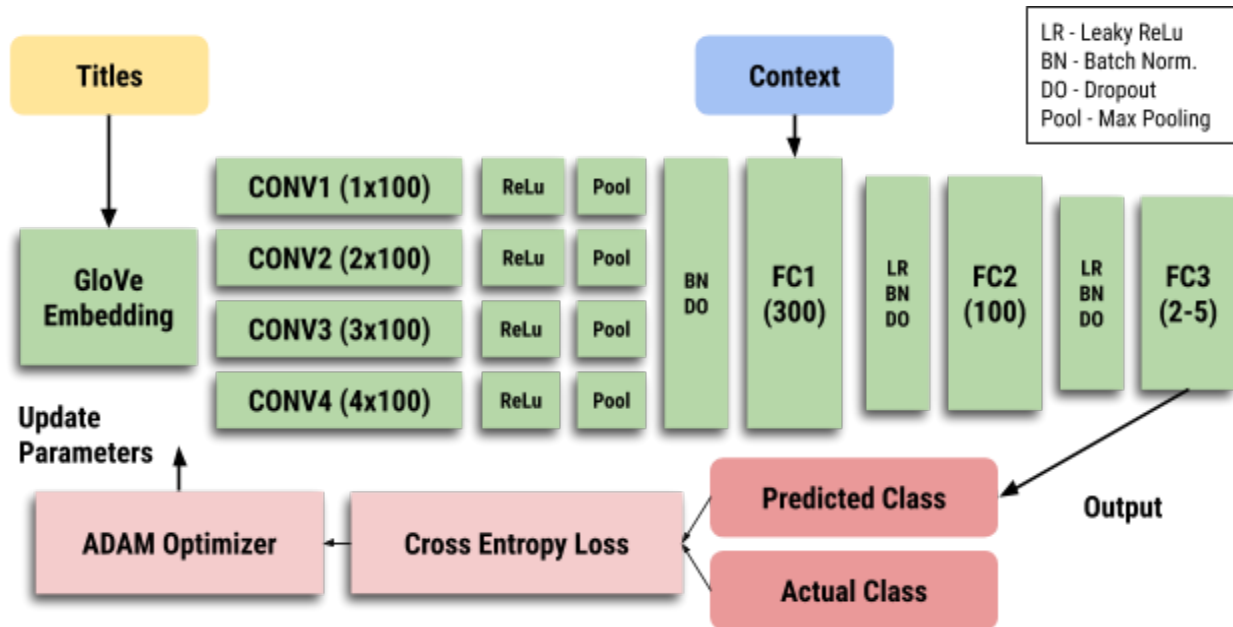 LR - Leaky ReLu
BN - Batch Norm.
DO - Dropout
Pool - Max Pooling
Titles
Context
GloVe
Embedding
CONV1 (1x100)
ReLu
Pool
CONV2 (2x100)
ReLu
Pool
CONV3 (3x100)
ReLu
Pool
CONV4 (4x100)
ReLu
Pool
BN
DO
FC1
(300)
LR
BN
DO
FC2
(100)
LR
BN
DO
FC3
(2-5)
Update
Parameters
ADAM Optimizer
Cross Entropy Loss
Predicted Class
Actual Class
Output